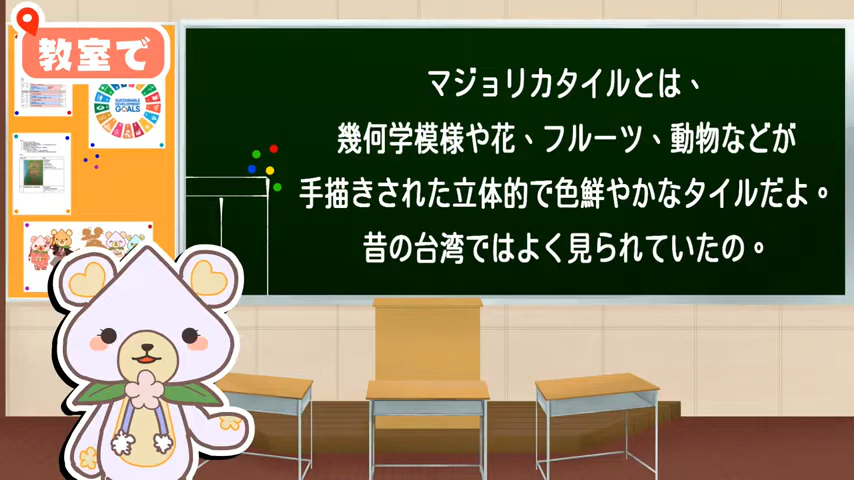 教室で
SUSTAINABLE
DEVELOPMENT
GOALS
マジョリカタイルとは、
幾何学模様や花、フルーツ、動物などが
手描きされた立体的で色鮮やかなタイルだよ。
昔の台湾ではよく見られていたの。